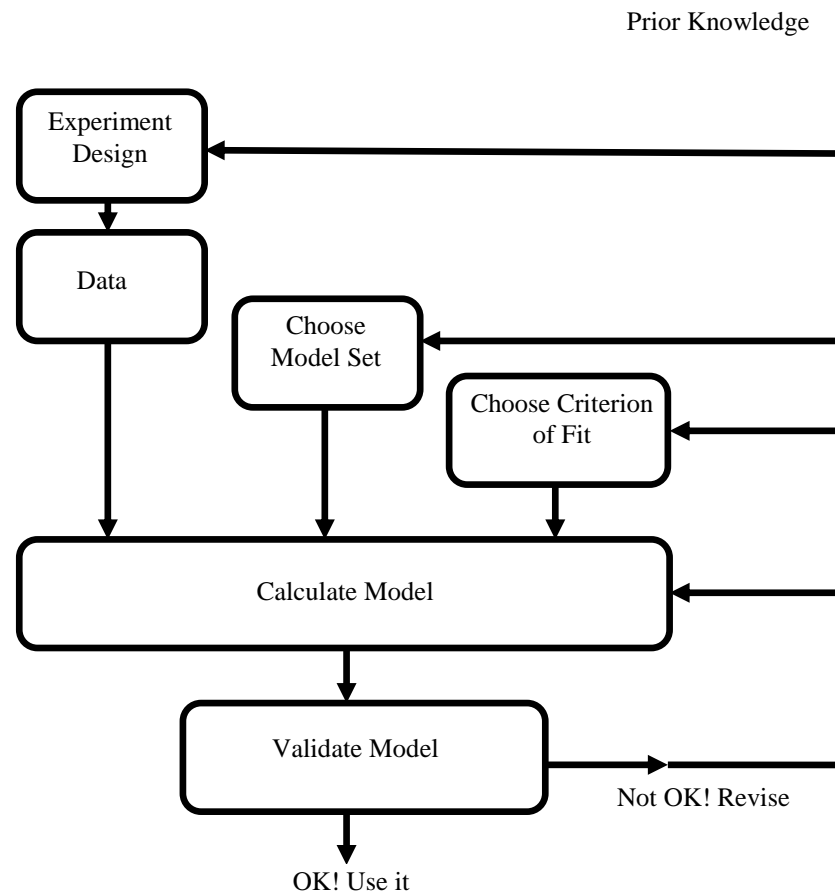 Prior Knowledge
Experiment
Design
Data
Choose
Model Set
Choose Criterion
of Fit
Calculate Model
Validate Model
Not OK! Revise
OK! Use it